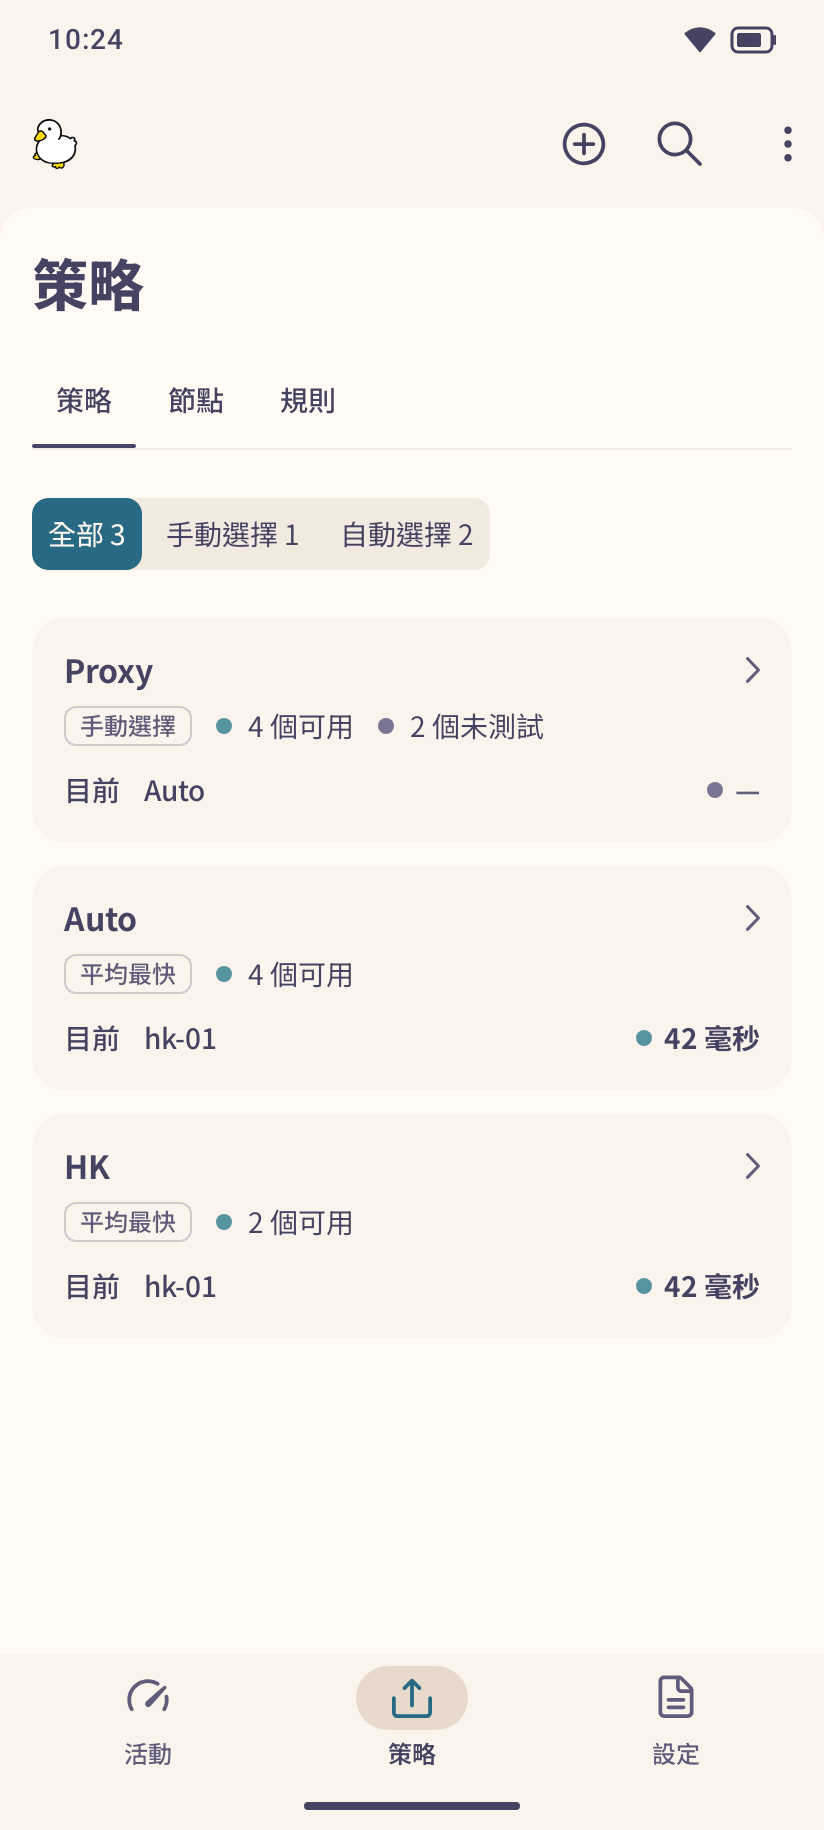 10:24
策略
策略 節點 規則
全部 3 手動選擇 1 自動選擇 2
Proxy
手動選擇 4 個可用 2 個未測試
目前 Auto —
Auto
平均最快 4 個可用
目前 hk-01 42 毫秒
HK
平均最快 2 個可用
目前 hk-01 42 毫秒
活動 策略 設定